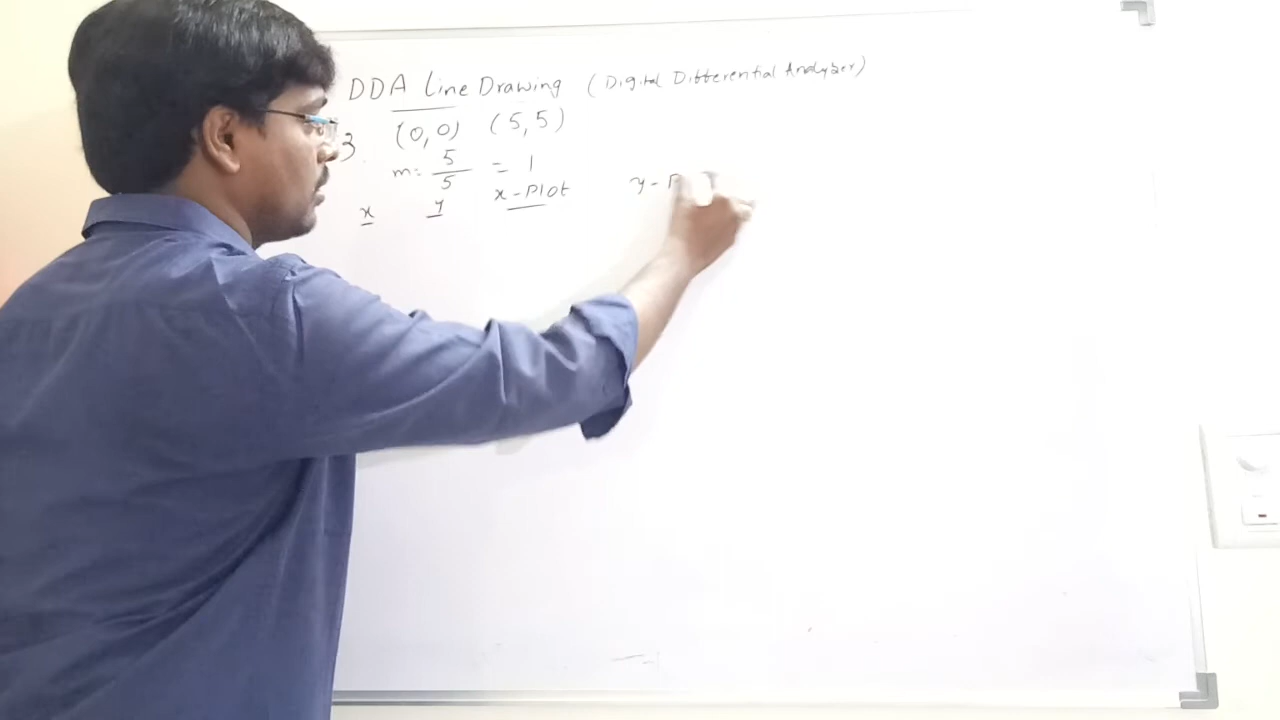 DDA Line Drawing (Digital Differential Analyzer)
3 (0,0) (5,5)
m= 5/5 = 1
x y x-Plot y-P